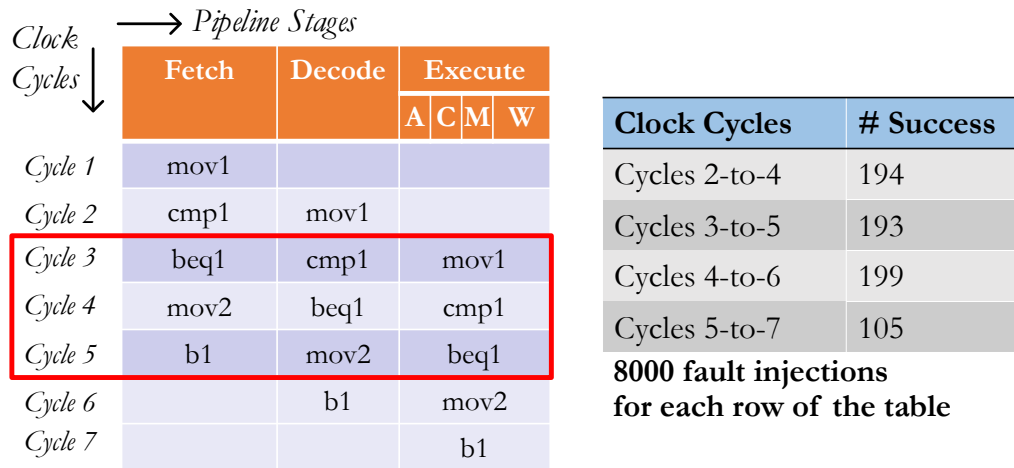 Clock Cycles
Pipeline Stages
Fetch Decode Execute
A C M W
Cycle 1 mov1
Cycle 2 cmp1 mov1
Cycle 3 beq1 cmp1 mov1
Cycle 4 mov2 beq1 cmp1
Cycle 5 b1 mov2 beq1
Cycle 6 b1 mov2
Cycle 7 b1
Clock Cycles # Success
Cycles 2-to-4 194
Cycles 3-to-5 193
Cycles 4-to-6 199
Cycles 5-to-7 105
8000 fault injections
for each row of the table